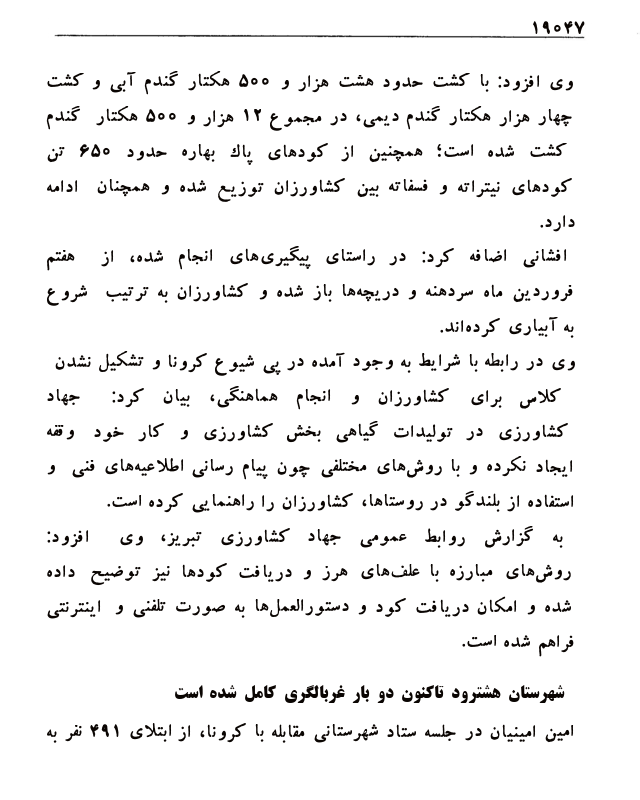 ۱۹۰۴۷
وی افزود: با کشت حدود هشت هزار و ۵۰۰ هکتار گندم آبی و کشت
چهار هزار هکتار گندم دیمی، در مجموع ۱۲ هزار و ۵۰۰ هکتار گندم
کشت شده است؛ همچنین از کودهای پاك بهاره حدود ۶۵۰ تن
کودهای نیتراته و فسفاته بین کشاورزان توزیع شده و همچنان ادامه
دارد.
افشانی اضافه کرد: در راستای پیگیری‌های انجام شده، از هفتم
فروردین ماه سردهنه و دریچه‌ها باز شده و کشاورزان به ترتیب شروع
به آبیاری کرده‌اند.
وی در رابطه با شرایط به وجود آمده در پی شیوع کرونا و تشکیل نشدن
کلاس برای کشاورزان و انجام هماهنگی، بیان کرد: جهاد
کشاورزی در تولیدات گیاهی بخش کشاورزی و کار خود وقفه
ایجاد نکرده و با روش‌های مختلفی چون پیام رسانی اطلاعیه‌های فنی و
استفاده از بلندگو در روستاها، کشاورزان را راهنمایی کرده است.
به گزارش روابط عمومی جهاد کشاورزی تبریز، وی افزود:
روش‌های مبارزه با علف‌های هرز و دریافت کودها نیز توضیح داده
شده و امکان دریافت کود و دستورالعمل‌ها به صورت تلفنی و اینترنتی
فراهم شده است.
شهرستان هشترود تاکنون دو بار غربالگری کامل شده است
امین امینیان در جلسه ستاد شهرستانی مقابله با کرونا، از ابتلای ۴۹۱ نفر به